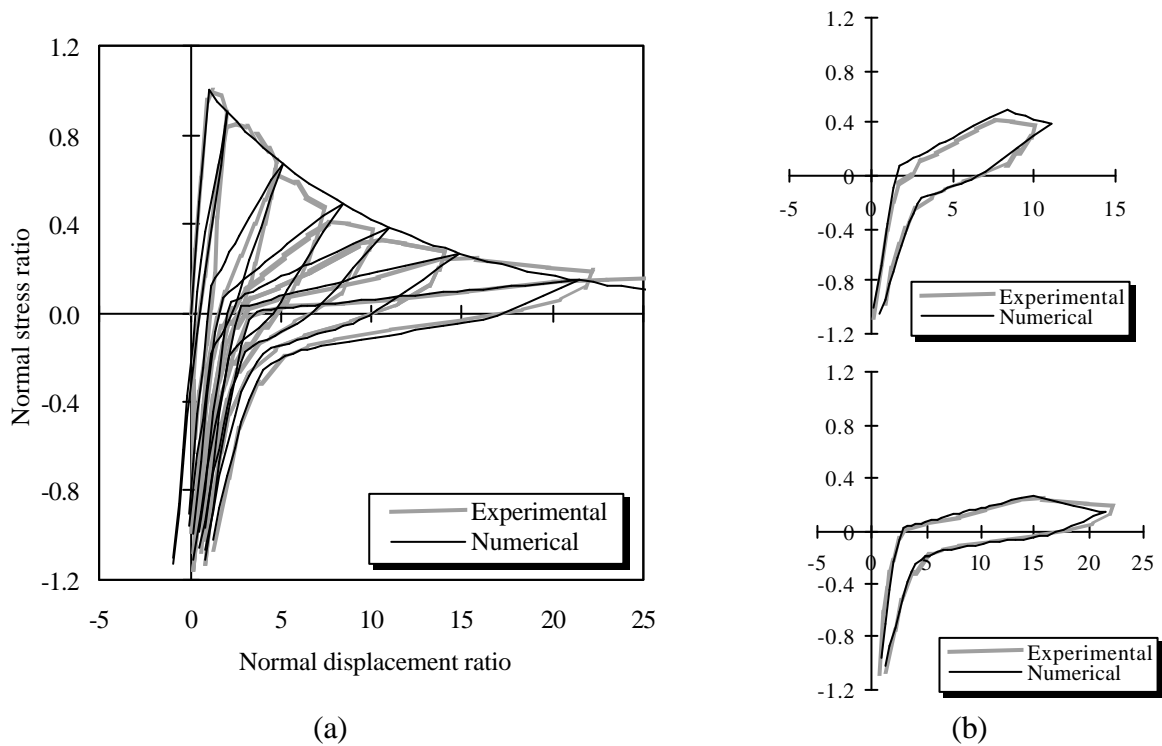 1.2
0.8
0.4
0.0
-0.4
-0.8
-1.2
-5 0 5 10 15 20 25
Normal stress ratio
Normal displacement ratio
Experimental
Numerical
(a)
1.2
0.8
0.4
0
-0.4
-0.8
-1.2
-5 0 5 10 15
Experimental
Numerical
1.2
0.8
0.4
0
-0.4
-0.8
-1.2
-5 0 5 10 15 20 25
Experimental
Numerical
(b)